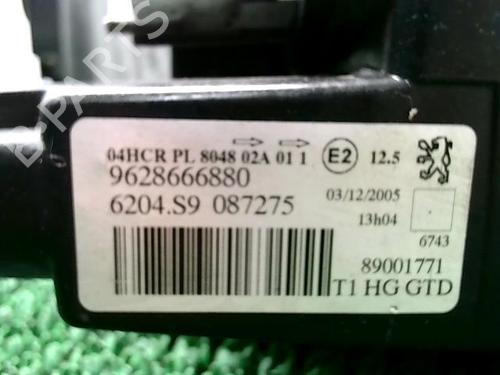 B-PARTS
04HCR PL 8048 02A 01 1 E2 12.5
9628666880
6204.S9 087275
03/12/2005
13h04
6743
89001771
T1 HG GTD